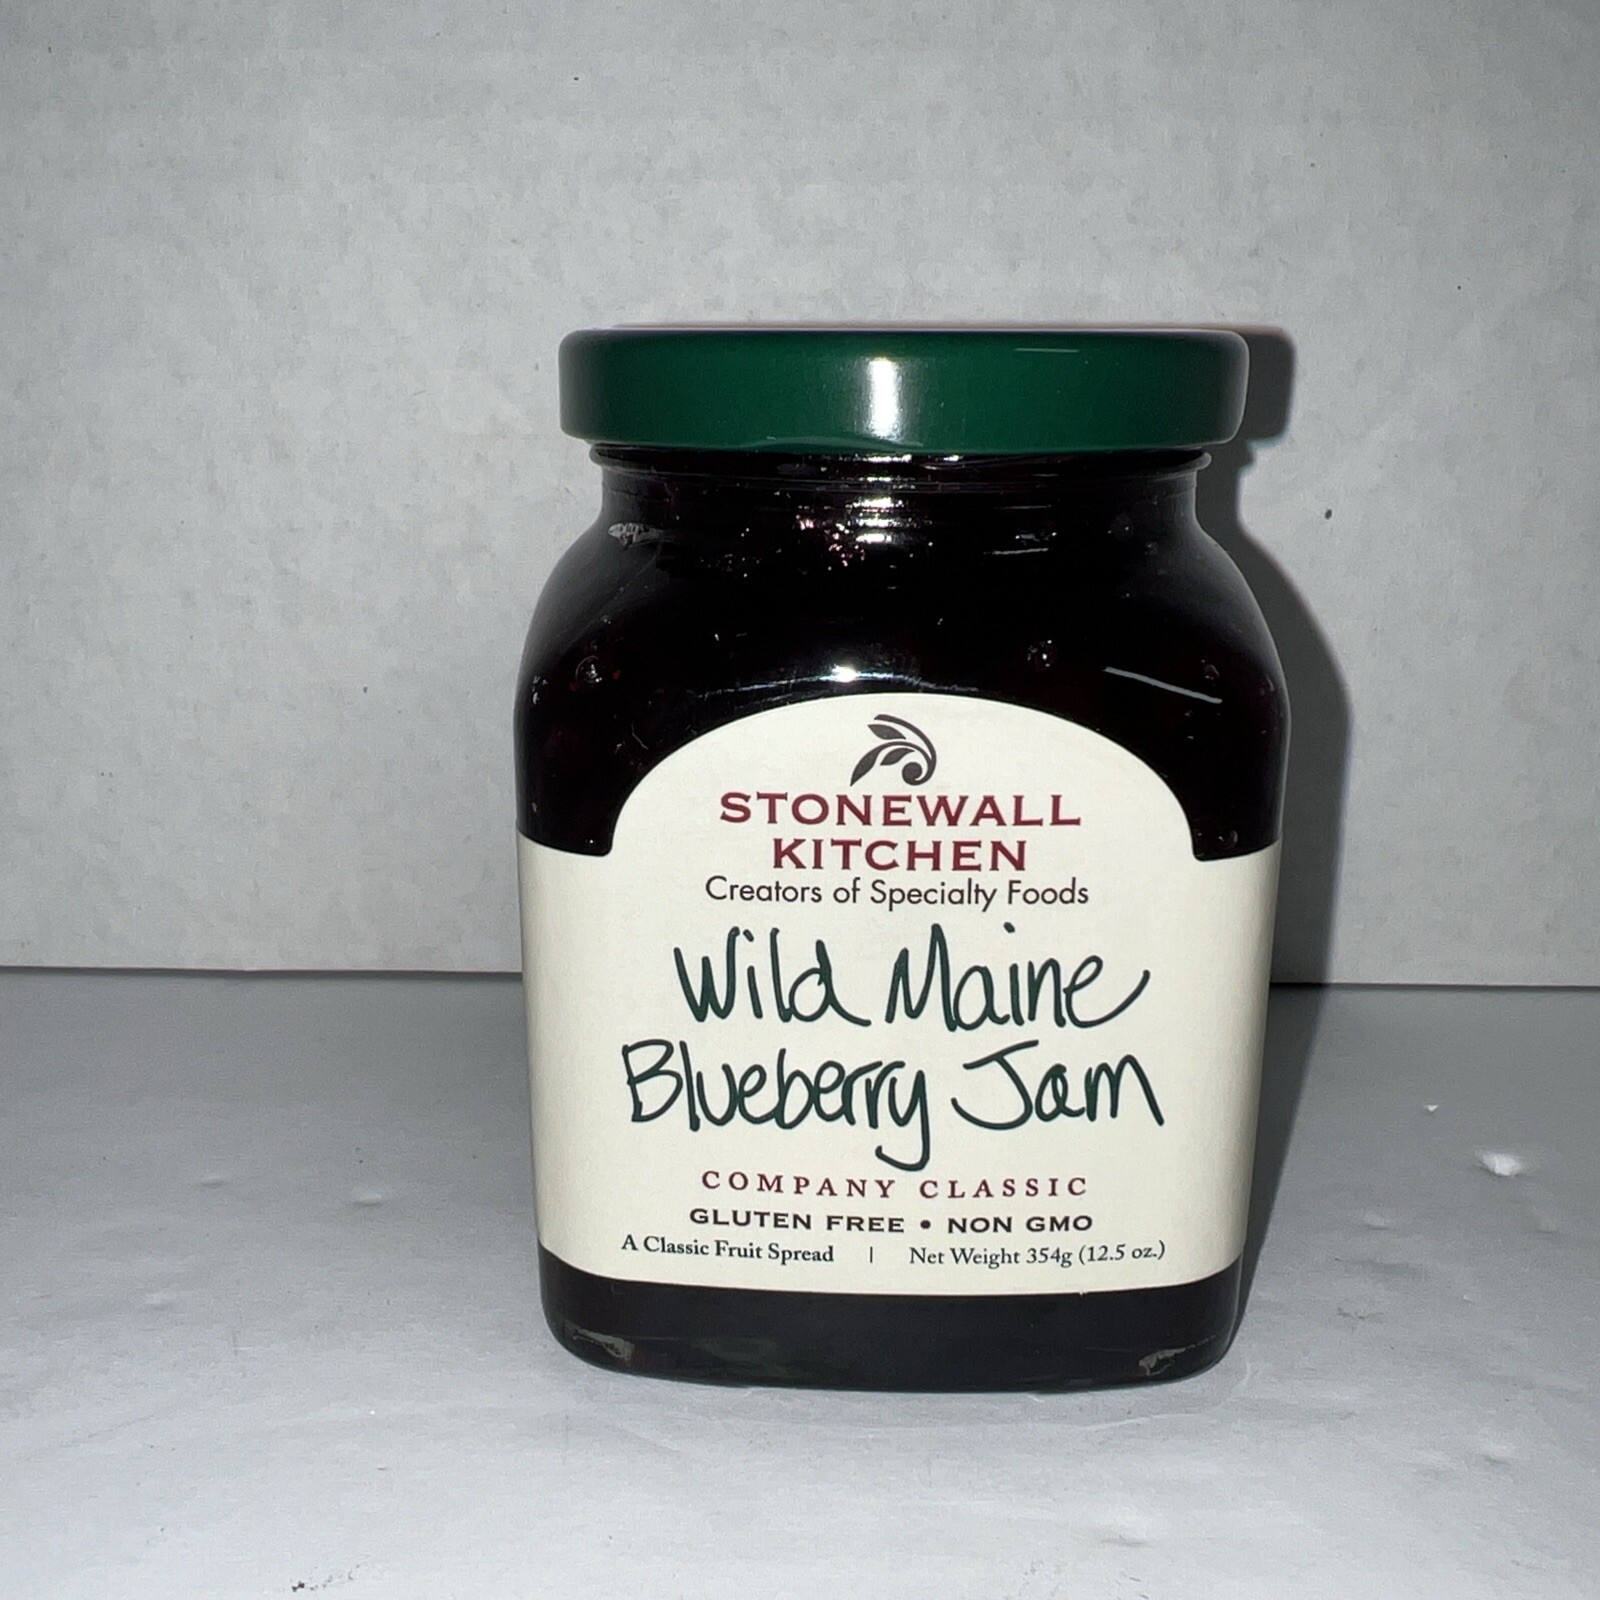 STONEWALL
KITCHEN
Creators of Specialty Foods
Wild Maine
Blueberry Jam
COMPANY CLASSIC
GLUTEN FREE • NON GMO
A Classic Fruit Spread | Net Weight 354g (12.5 oz.)